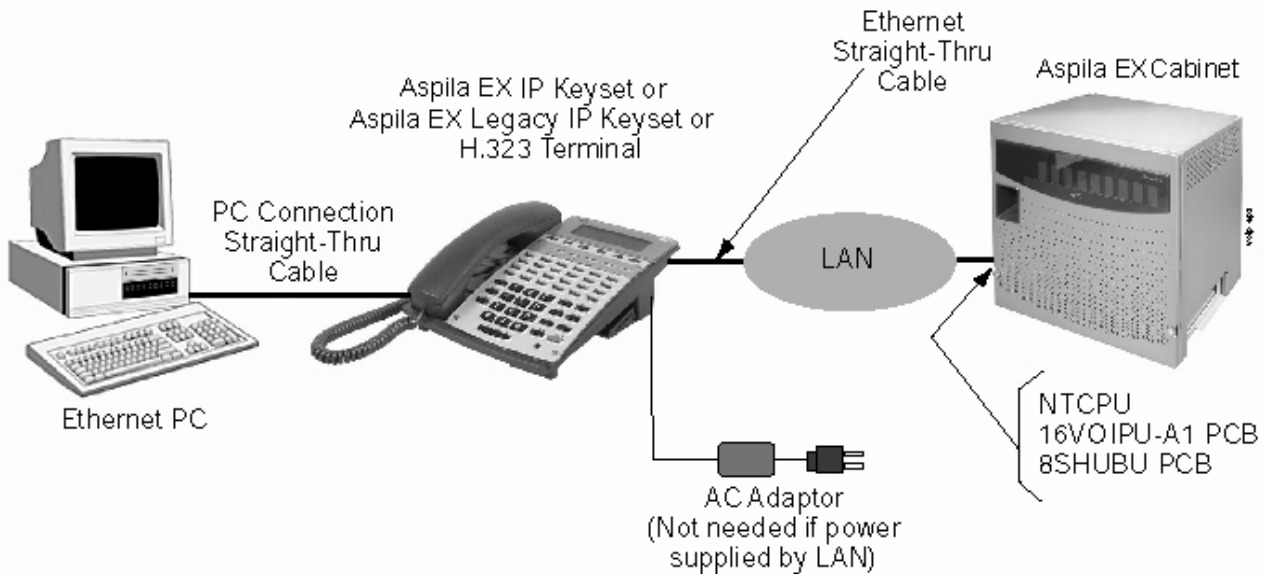 Ethernet
Straight-Thru
Cable
Aspila EX Cabinet
Aspila EX IP Keyset or
Aspila EX Legacy IP Keyset or
H.323 Terminal
PC Connection
Straight-Thru
Cable
LAN
Ethernet PC
NTCPU
16VOIPU-A1 PCB
8SHUBU PCB
AC Adaptor
(Not needed if power
supplied by LAN)